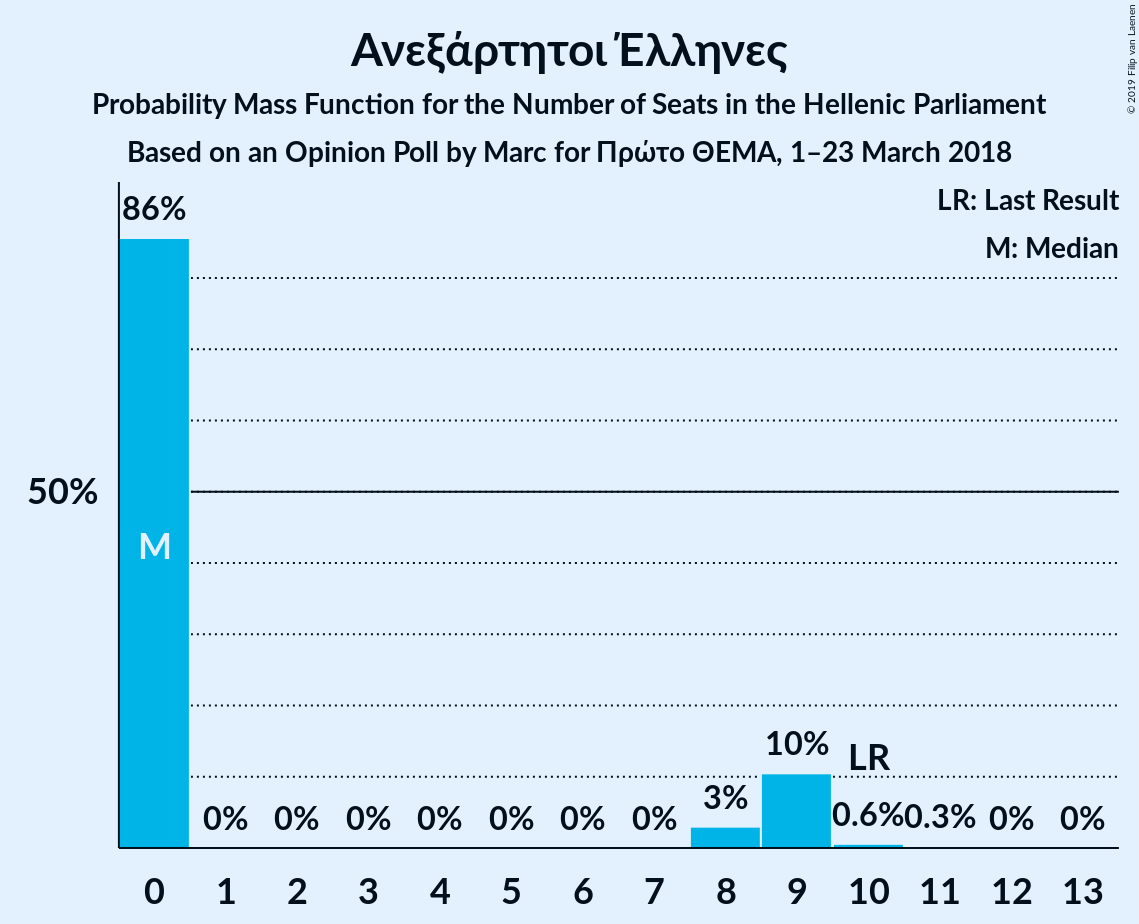 Ανεξάρτητοι Έλληνες
Probability Mass Function for the Number of Seats in the Hellenic Parliament
Based on an Opinion Poll by Marc for Πρώτο ΘΕΜΑ, 1–23 March 2018
© 2019 Filip van Laenen
LR: Last Result
M: Median
86%
50%
M
10%
LR
3%
0% 0% 0% 0% 0% 0% 0% 0.6% 0.3% 0% 0%
0 1 2 3 4 5 6 7 8 9 10 11 12 13